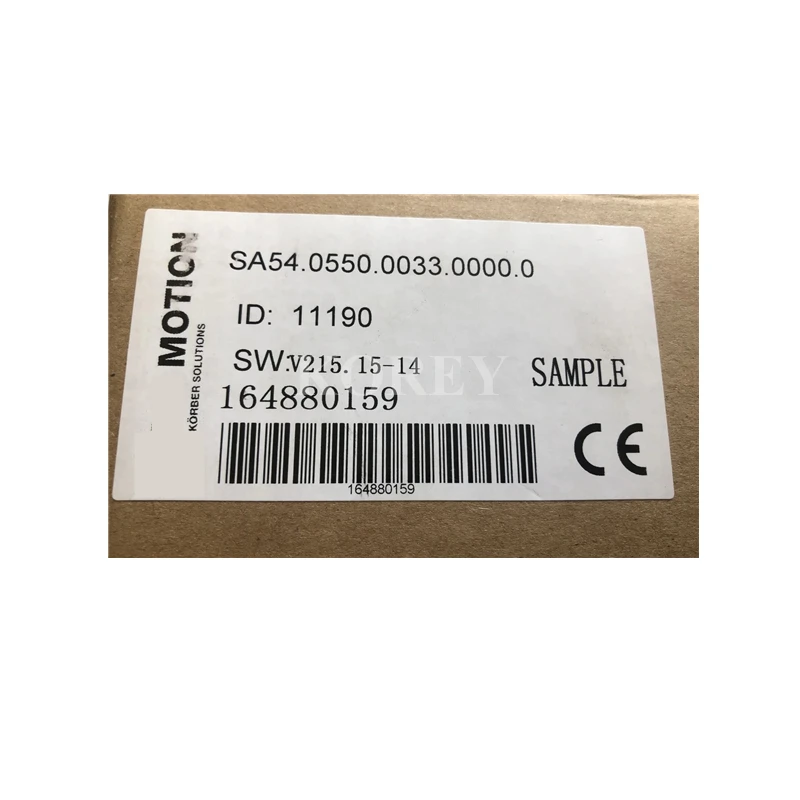 MOTION
KÖRBER SOLUTIONS
SA54.0550.0033.0000.0
ID: 11190
SW:V215.15-14
SAMPLE
164880159
164880159
CE